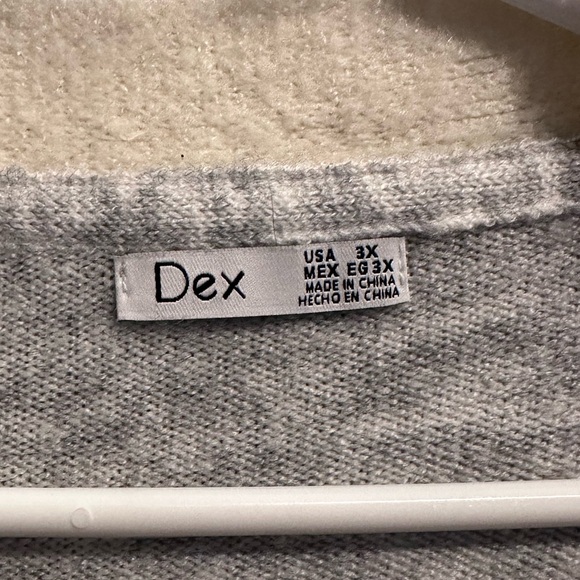 Dex
USA 3X
MEX EG 3X
MADE IN CHINA
HECHO EN CHINA